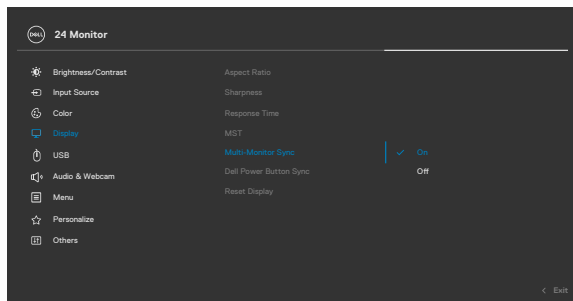 DELL 24 Monitor
Brightness/Contrast
Input Source
Color
Display
USB
Audio & Webcam
Menu
Personalize
Others
Aspect Ratio
Sharpness
Response Time
MST
Multi-Monitor Sync
Dell Power Button Sync
Reset Display
On
Off
Exit